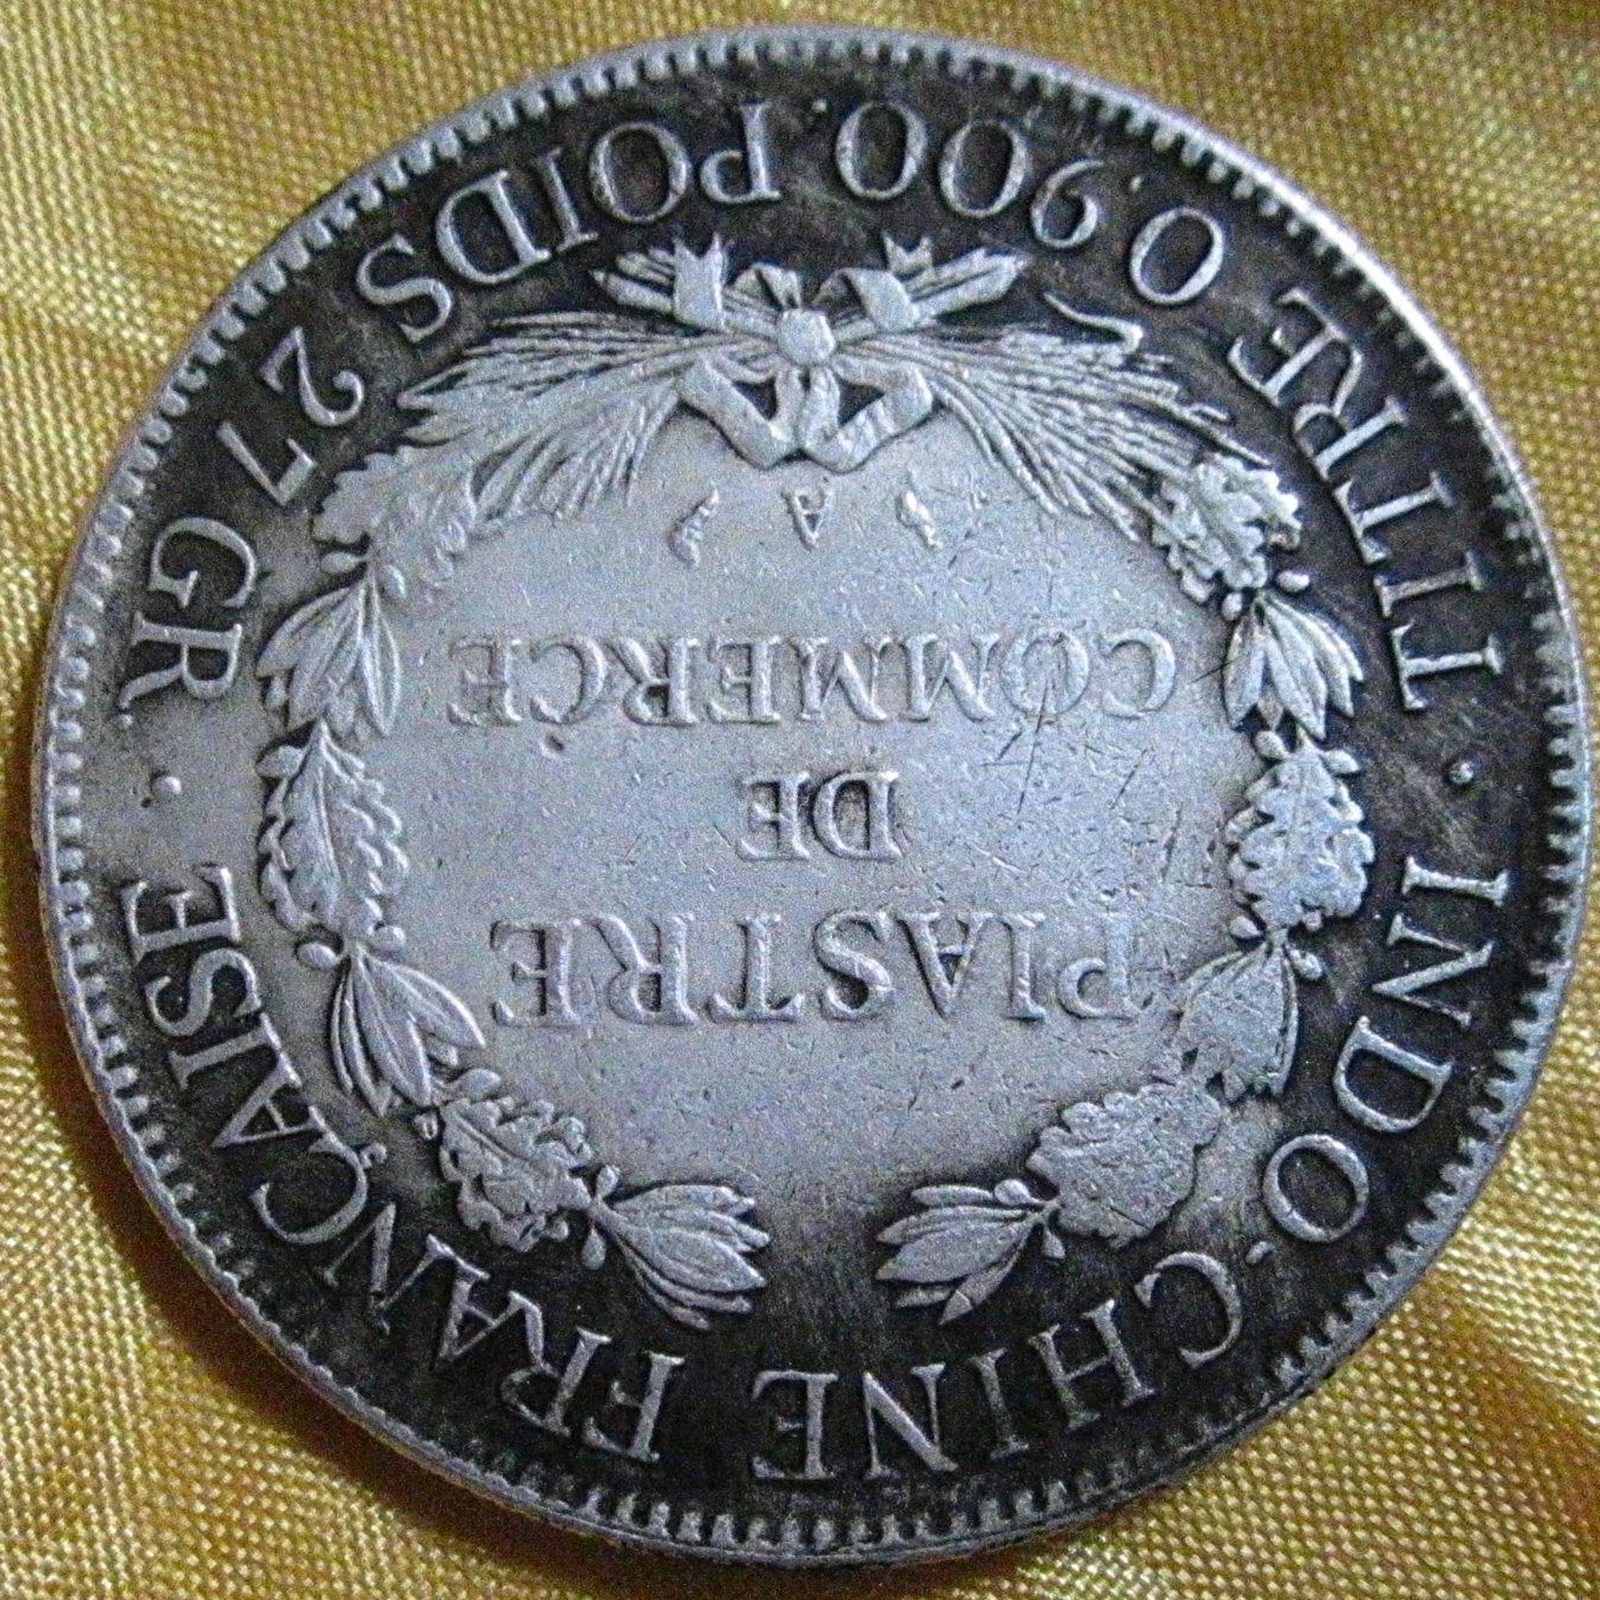 INDO-CHINE FRANÇAISE
PIASTRE
DE
COMMERCE
A
TITRE 0,900. POIDS 27 GR.